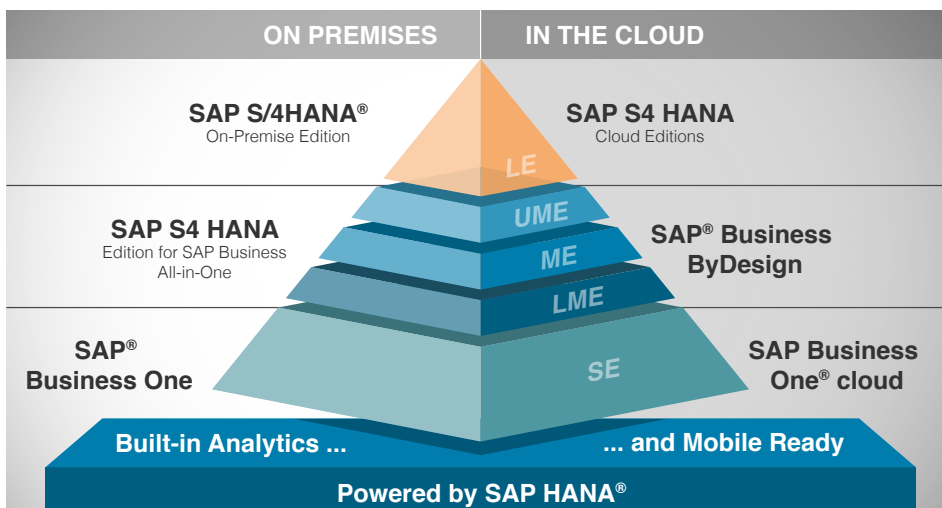 ON PREMISES
IN THE CLOUD
SAP S/4HANA®
On-Premise Edition
SAP S4 HANA
Cloud Editions
LE
UME
SAP S4 HANA
Edition for SAP Business
All-in-One
ME
SAP® Business
ByDesign
LME
SAP®
Business One
SE
SAP Business
One® cloud
Built-in Analytics ...
... and Mobile Ready
Powered by SAP HANA®